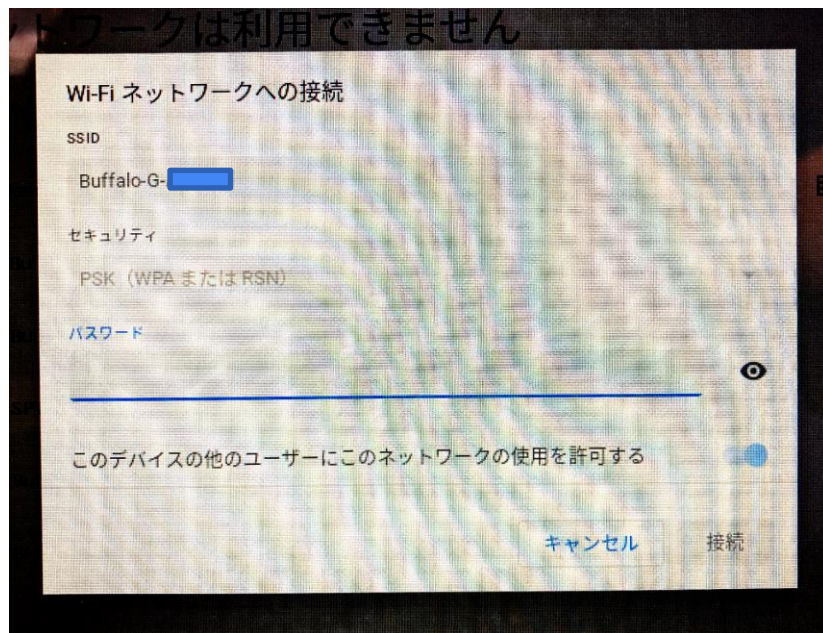 ットワークは利用できません
Wi-Fi ネットワークへの接続
SSID
Buffalo-G-
セキュリティ
PSK（WPA または RSN）
パスワード
このデバイスの他のユーザーにこのネットワークの使用を許可する
キャンセル
接続